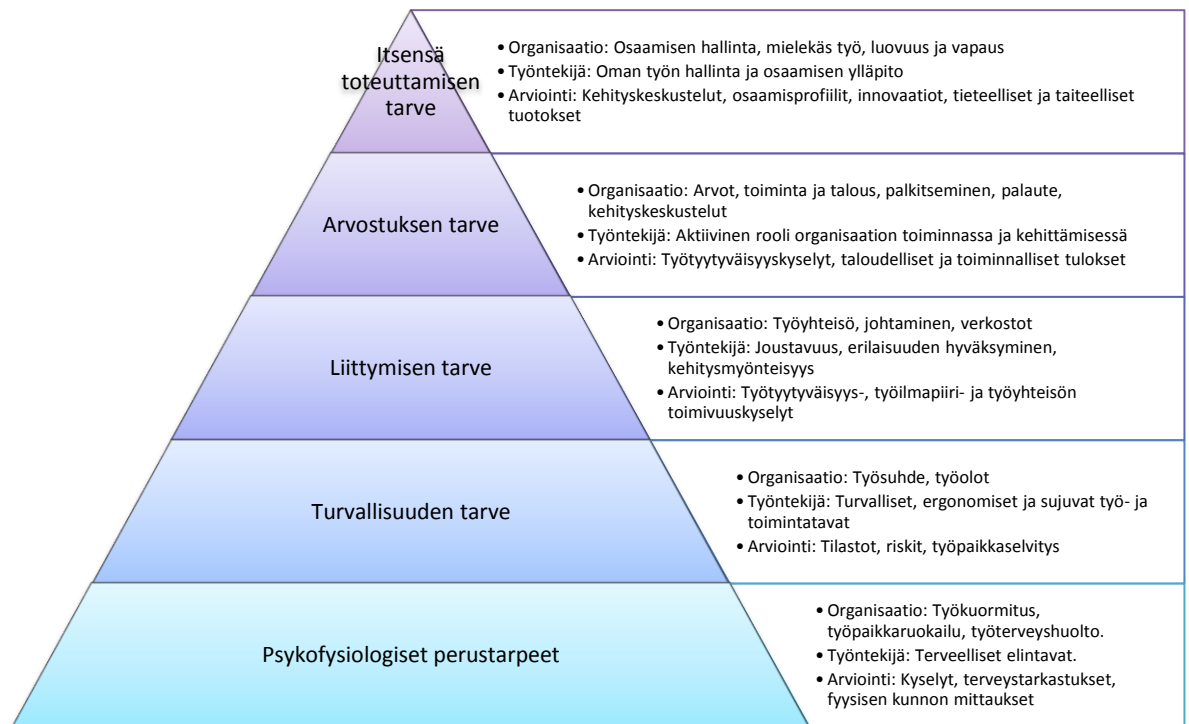 Itsensä
toteuttamisen
tarve
• Organisaatio: Osaamisen hallinta, mielekäs työ, luovuus ja vapaus
• Työntekijä: Oman työn hallinta ja osaamisen ylläpito
• Arviointi: Kehityskeskustelut, osaamisprofiilit, innovaatiot, tieteelliset ja taiteelliset
tuotokset
Arvostuksen tarve
• Organisaatio: Arvot, toiminta ja talous, palkitseminen, palaute,
kehityskeskustelut
• Työntekijä: Aktiivinen rooli organisaation toiminnassa ja kehittämisessä
• Arviointi: Työtyytyväisyyskyselyt, taloudelliset ja toiminnalliset tulokset
Liittymisen tarve
• Organisaatio: Työyhteisö, johtaminen, verkostot
• Työntekijä: Joustavuus, erilaisuuden hyväksyminen,
kehitysmyönteisyys
• Arviointi: Työtyytyväisyys-, työilmapiiri- ja työyhteisön
toimivuuskyselyt
Turvallisuuden tarve
• Organisaatio: Työsuhde, työolot
• Työntekijä: Turvalliset, ergonomiset ja sujuvat työ- ja
toimintatavat
• Arviointi: Tilastot, riskit, työpaikkaselvitys
Psykofysiologiset perustarpeet
• Organisaatio: Työkuormitus,
työpaikkaruokailu, työterveyshuolto.
• Työntekijä: Terveelliset elintavat.
• Arviointi: Kyselyt, terveystarkastukset,
fyysisen kunnon mittaukset